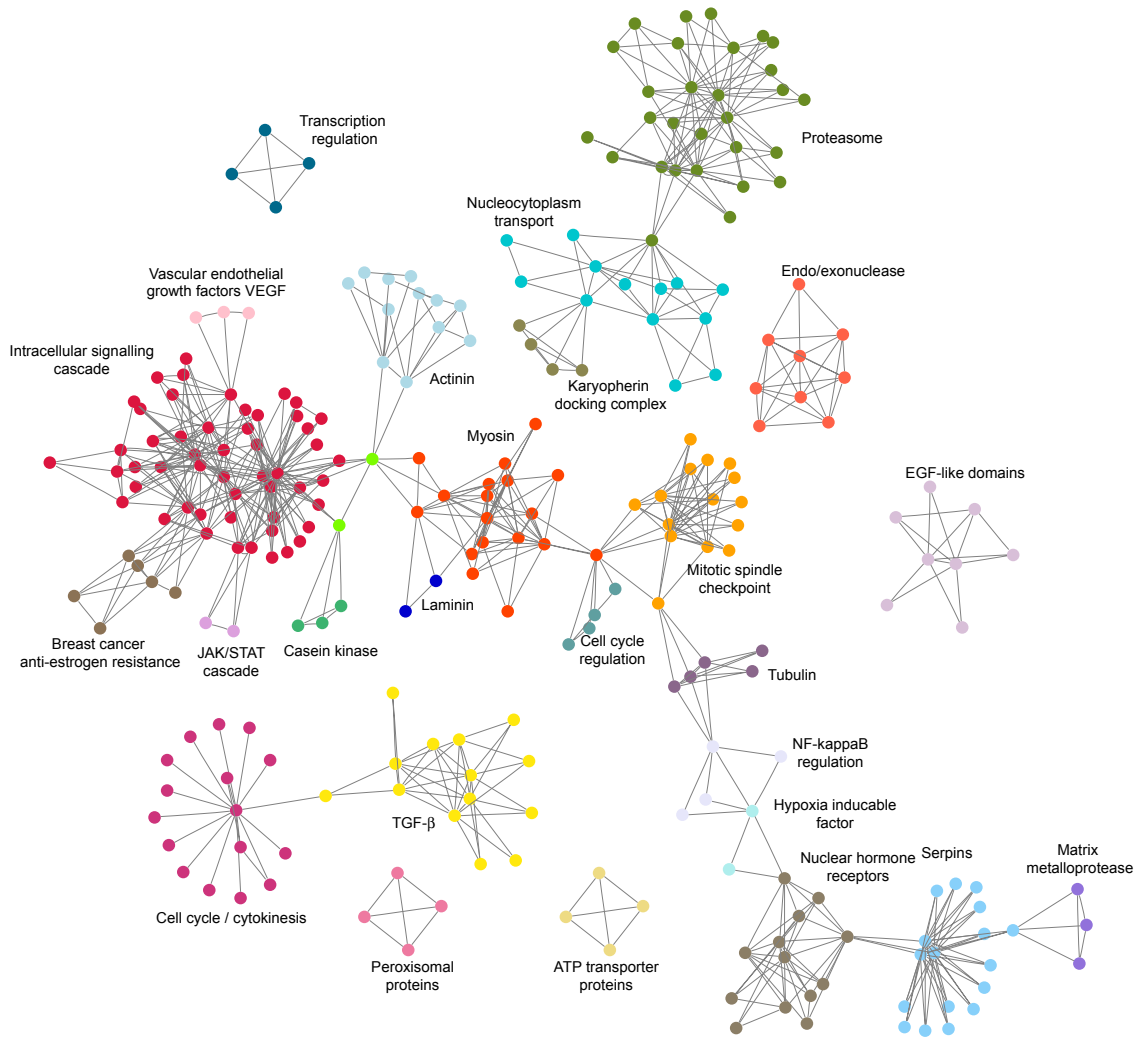 Transcription
regulation
Proteasome
Nucleocytoplasm
transport
Vascular endothelial
growth factors VEGF
Endo/exonuclease
Intracellular signalling
cascade
Actinin
Karyopherin
docking complex
Myosin
EGF-like domains
Mitotic spindle
checkpoint
Laminin
Breast cancer
anti-estrogen resistance
JAK/STAT
cascade
Casein kinase
Cell cycle
regulation
Tubulin
NF-kappaB
regulation
Hypoxia inducable
factor
TGF-β
Nuclear hormone
receptors
Serpins
Matrix
metalloprotease
Cell cycle / cytokinesis
Peroxisomal
proteins
ATP transporter
proteins